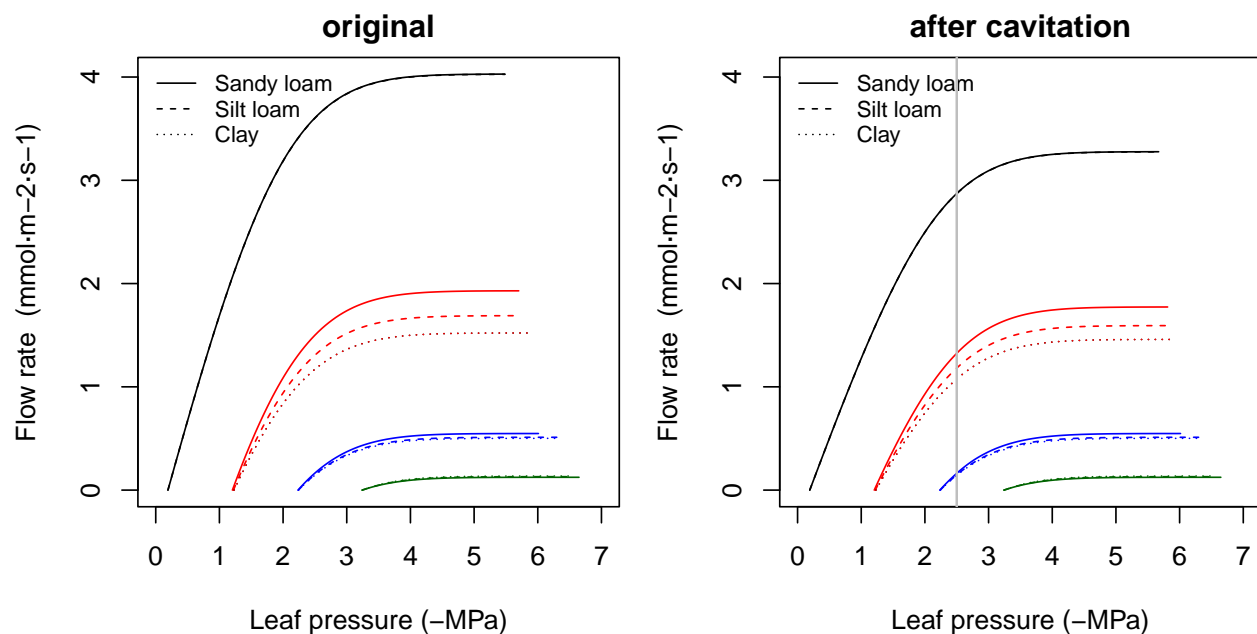 original
Flow rate (mmol·m−2·s−1)
4
3
2
1
0
Sandy loam
Silt loam
Clay
0 1 2 3 4 5 6 7
Leaf pressure (−MPa)
after cavitation
Flow rate (mmol·m−2·s−1)
4
3
2
1
0
Sandy loam
Silt loam
Clay
0 1 2 3 4 5 6 7
Leaf pressure (−MPa)